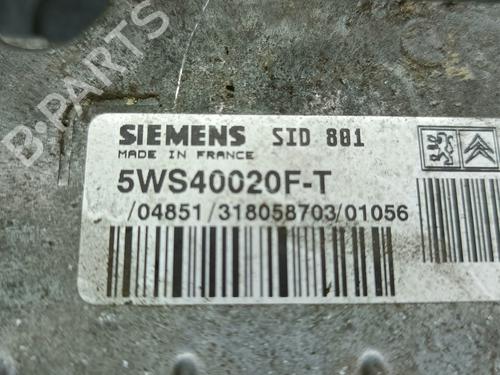 B-PARTS
SIEMENS SID 801
MADE IN FRANCE
5WS40020F-T
/04851/318058703/01056